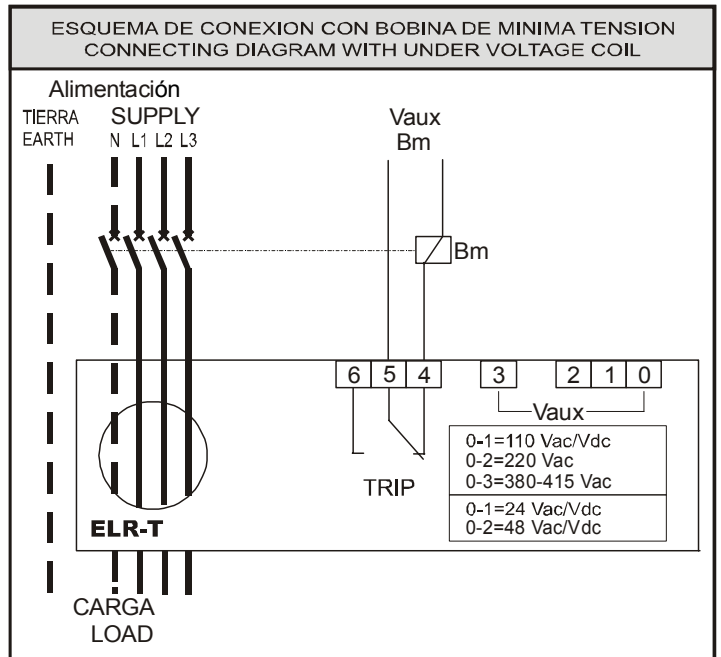 ESQUEMA DE CONEXION CON BOBINA DE MINIMA TENSION
CONNECTING DIAGRAM WITH UNDER VOLTAGE COIL
Alimentación
TIERRA SUPPLY
EARTH N L1 L2 L3
Vaux
Bm
Bm
6 5 4 3 2 1 0
Vaux
TRIP
0-1=110 Vac/Vdc
0-2=220 Vac
0-3=380-415 Vac
0-1=24 Vac/Vdc
0-2=48 Vac/Vdc
ELR-T
CARGA
LOAD